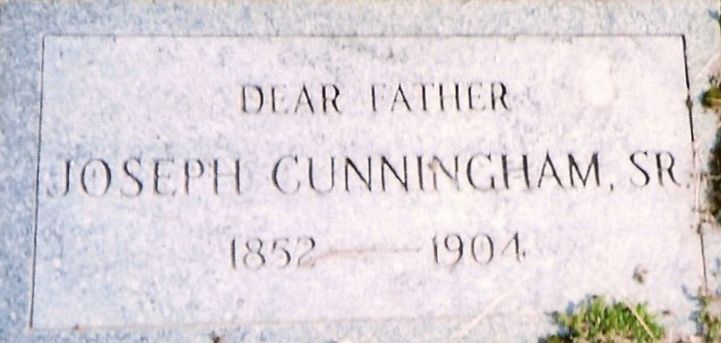 DEAR FATHER
JOSEPH CUNNINGHAM, SR.
1852 — 1904